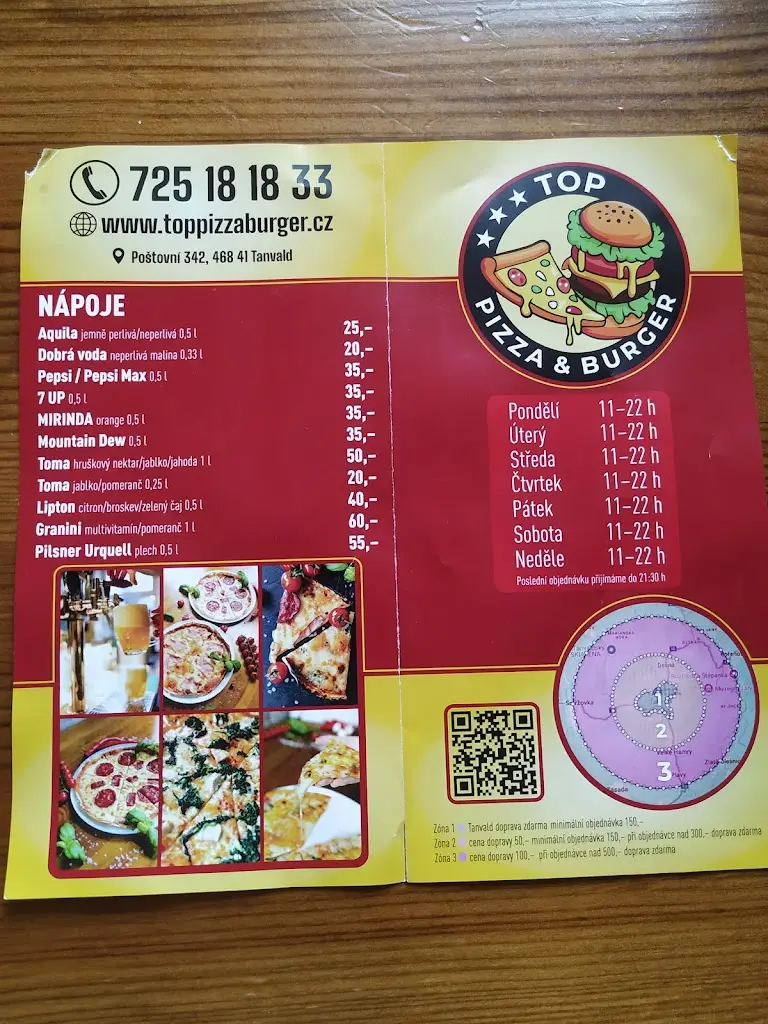 725 18 18 33
www.toppizzaburger.cz
Poštovní 342, 468 41 Tanvald
NÁPOJE
Aquila jemně perlivá/neperlivá 0,5 l 25,–
Dobrá voda neperlivá malina 0,33 l 20,–
Pepsi / Pepsi Max 0,5 l 35,–
7 UP 0,5 l 35,–
MIRINDA orange 0,5 l 35,–
Mountain Dew 0,5 l 35,–
Toma hruškový nektar/jablko/jahoda 1 l 50,–
Toma jablko/pomeranč 0,25 l 20,–
Lipton citron/broskev/zelený čaj 0,5 l 40,–
Granini multivitamín/pomeranč 1 l 60,–
Pilsner Urquell plech 0,5 l 55,–
TOP
PIZZA & BURGER
Pondělí 11–22 h
Úterý 11–22 h
Středa 11–22 h
Čtvrtek 11–22 h
Pátek 11–22 h
Sobota 11–22 h
Neděle 11–22 h
Poslední objednávku přijímáme do 21:30 h
1
2
3
Zóna 1 Tanvald doprava zdarma minimální objednávka 150,–
Zóna 2 cena dopravy 50,– minimální objednávka 150,– při objednávce nad 300,– doprava zdarma
Zóna 3 cena dopravy 100,– při objednávce nad 500,– doprava zdarma